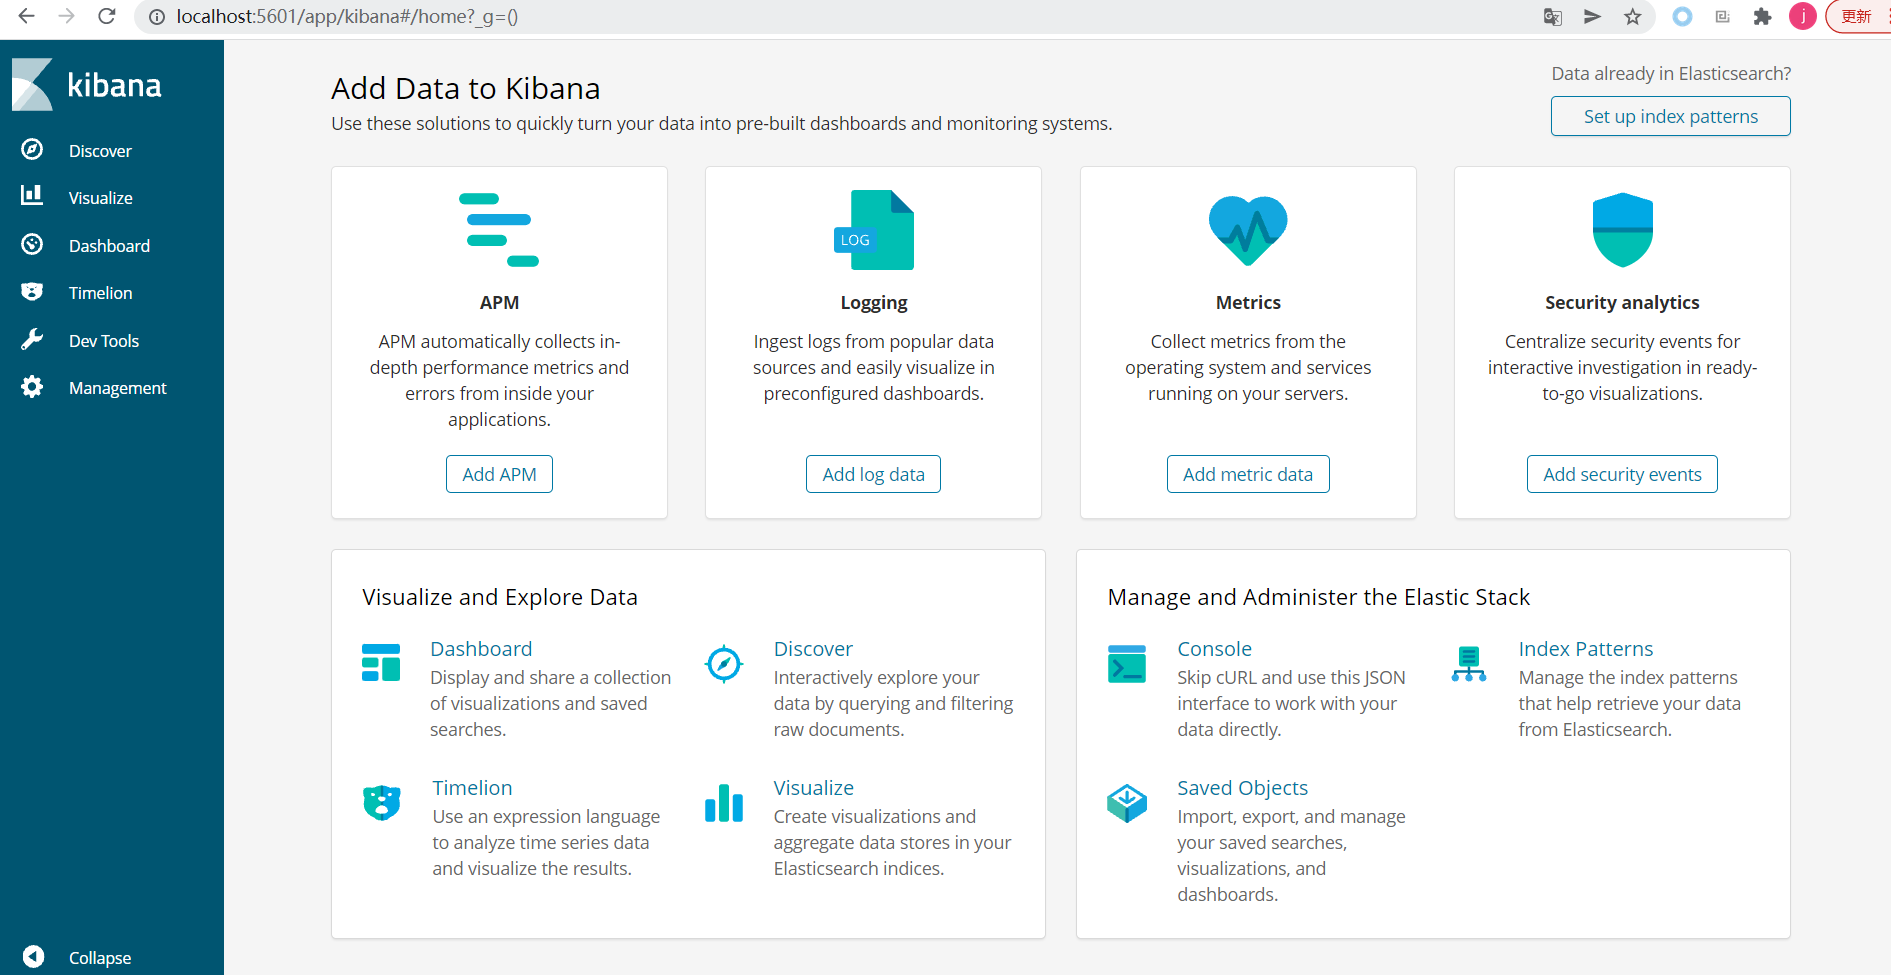 localhost:5601/app/kibana#/home?_g=()
j
更新
kibana
Discover
Visualize
Dashboard
Timelion
Dev Tools
Management
Collapse
Add Data to Kibana
Use these solutions to quickly turn your data into pre-built dashboards and monitoring systems.
Data already in Elasticsearch?
Set up index patterns
APM
APM automatically collects in-
depth performance metrics and
errors from inside your
applications.
Add APM
LOG
Logging
Ingest logs from popular data
sources and easily visualize in
preconfigured dashboards.
Add log data
Metrics
Collect metrics from the
operating system and services
running on your servers.
Add metric data
Security analytics
Centralize security events for
interactive investigation in ready-
to-go visualizations.
Add security events
Visualize and Explore Data
Dashboard
Display and share a collection
of visualizations and saved
searches.
Discover
Interactively explore your
data by querying and filtering
raw documents.
Timelion
Use an expression language
to analyze time series data
and visualize the results.
Visualize
Create visualizations and
aggregate data stores in your
Elasticsearch indices.
Manage and Administer the Elastic Stack
Console
Skip cURL and use this JSON
interface to work with your
data directly.
Index Patterns
Manage the index patterns
that help retrieve your data
from Elasticsearch.
Saved Objects
Import, export, and manage
your saved searches,
visualizations, and
dashboards.